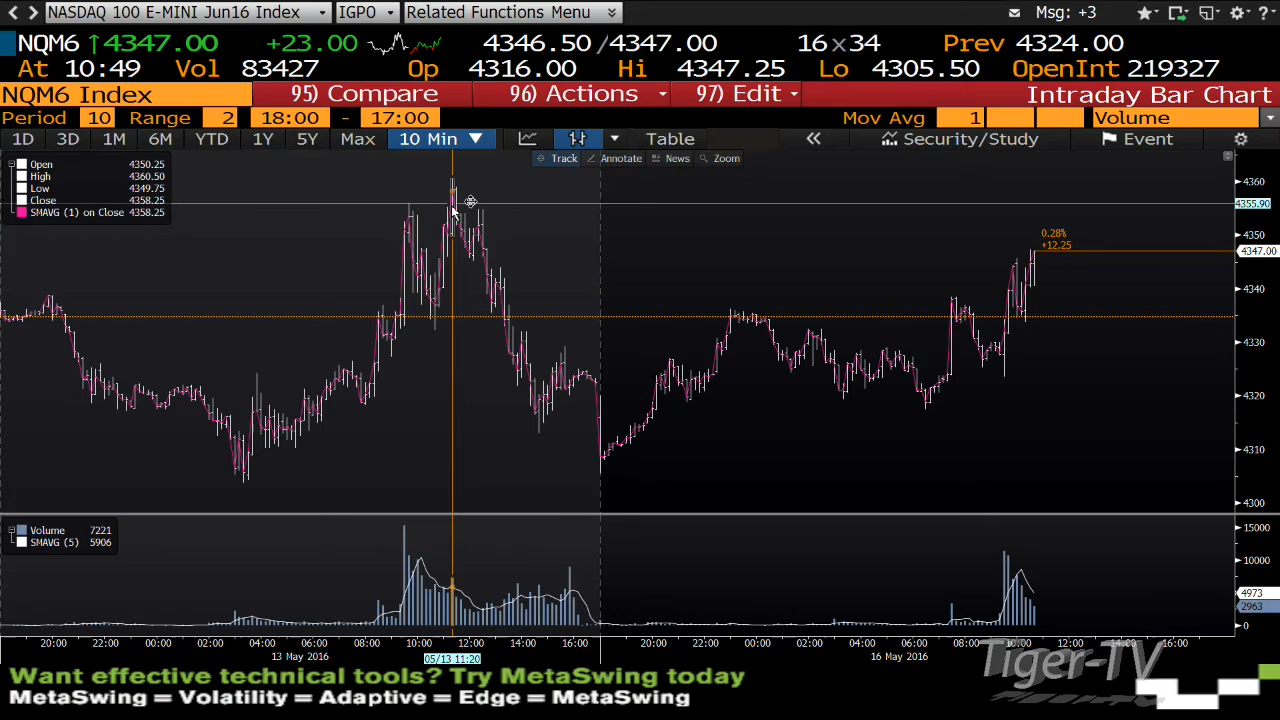 NASDAQ 100 E-MINI Jun16 Index IGPO Related Functions Menu Msg: +3
NQM6 ↑4347.00 +23.00 4346.50/4347.00 16x34 Prev 4324.00
At 10:49 Vol 83427 Op 4316.00 Hi 4347.25 Lo 4305.50 OpenInt 219327
NQM6 Index 95) Compare 96) Actions 97) Edit Intraday Bar Chart
Period 10 Range 2 18:00 - 17:00 Mov Avg 1 Volume
1D 3D 1M 6M YTD 1Y 5Y Max 10 Min Table Security/Study Event
Track Annotate News Zoom
Open 4350.25
High 4360.50
Low 4349.75
Close 4358.25
SMAVG (1) on Close 4358.25
4360
4355.90
4350
0.28%
+12.25
4347.00
4340
4330
4320
4310
4300
Volume 7221
SMAVG (5) 5906
15000
10000
4973
2963
0
20:00 22:00 00:00 02:00 04:00 06:00 08:00 10:00 12:00 14:00 16:00 20:00 22:00 00:00 02:00 04:00 06:00 08:00 10:00 12:00 14:00 16:00
13 May 2016 05/13 11:20 16 May 2016
Tiger-TV
Want effective technical tools? Try MetaSwing today
MetaSwing = Volatility = Adaptive = Edge = MetaSwing